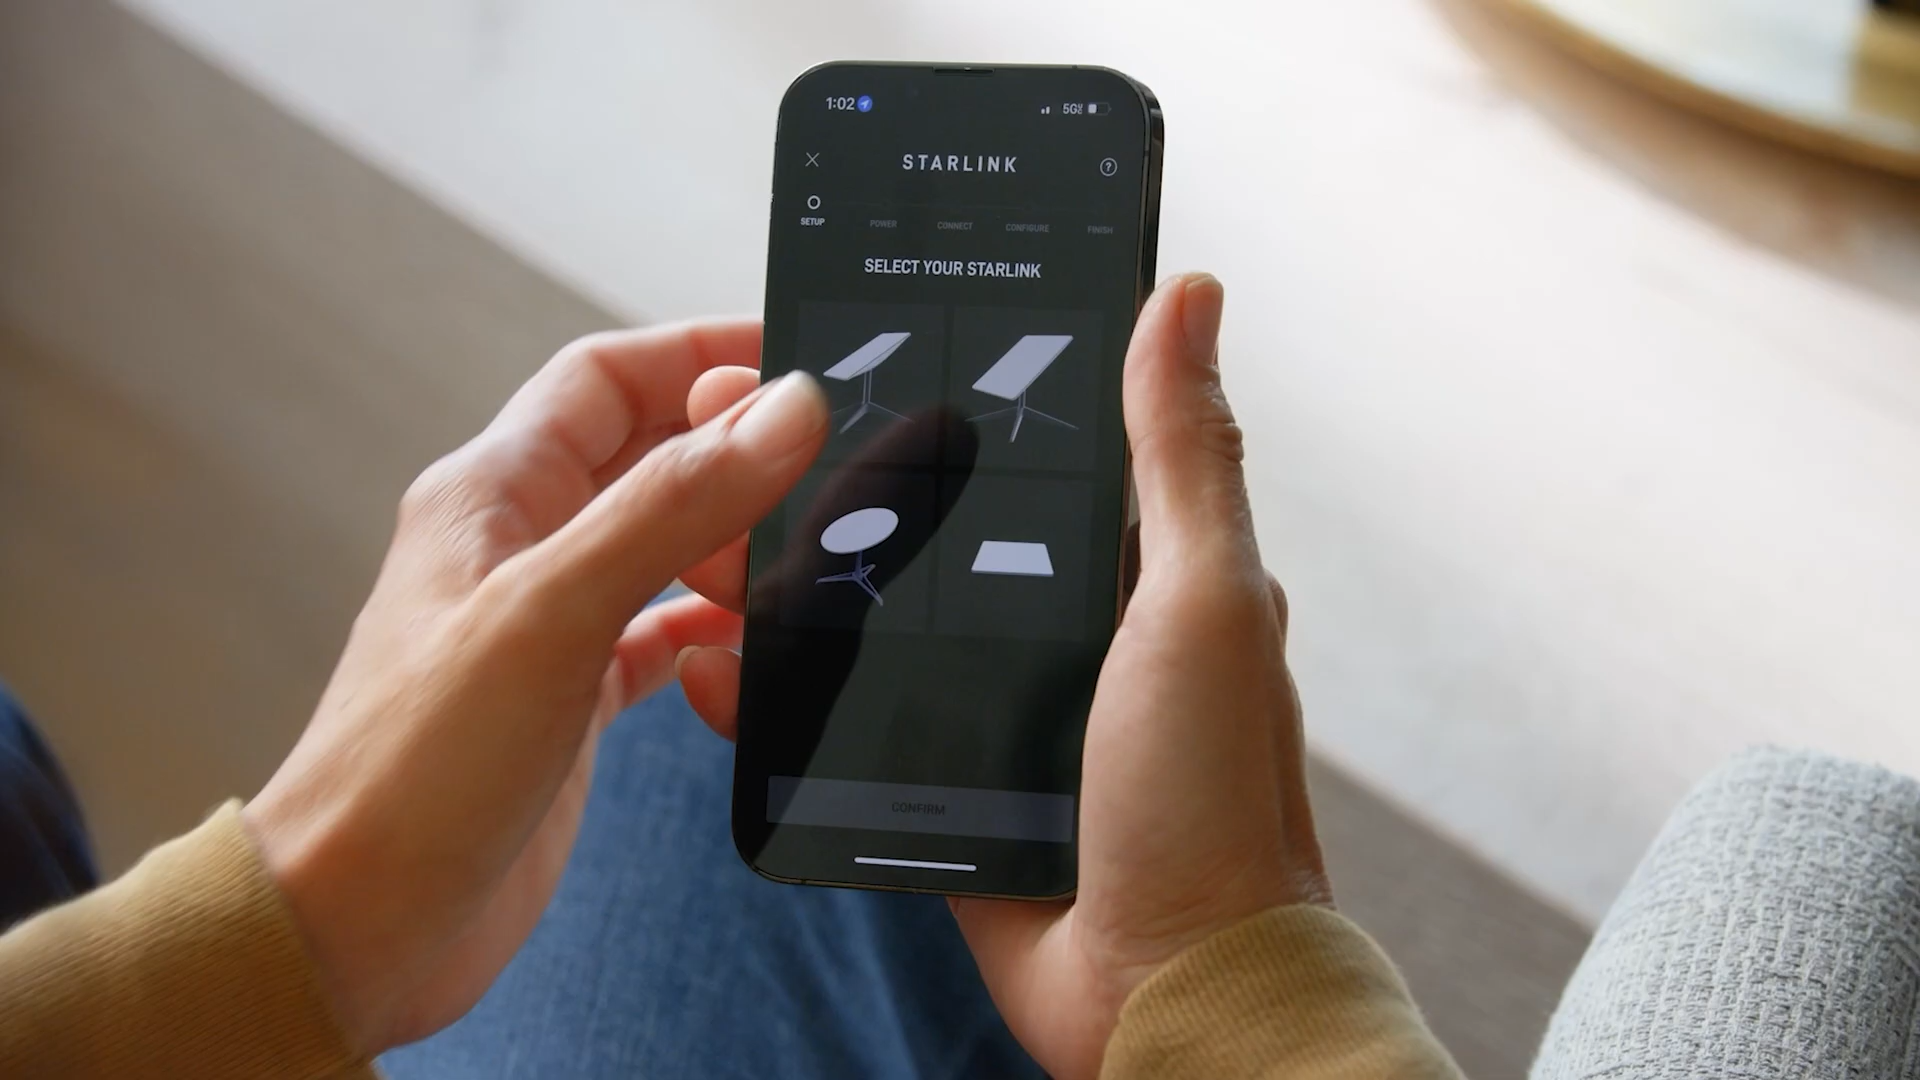 1:02 5G
STARLINK
SETUP POWER CONNECT CONFIGURE FINISH
SELECT YOUR STARLINK
CONFIRM